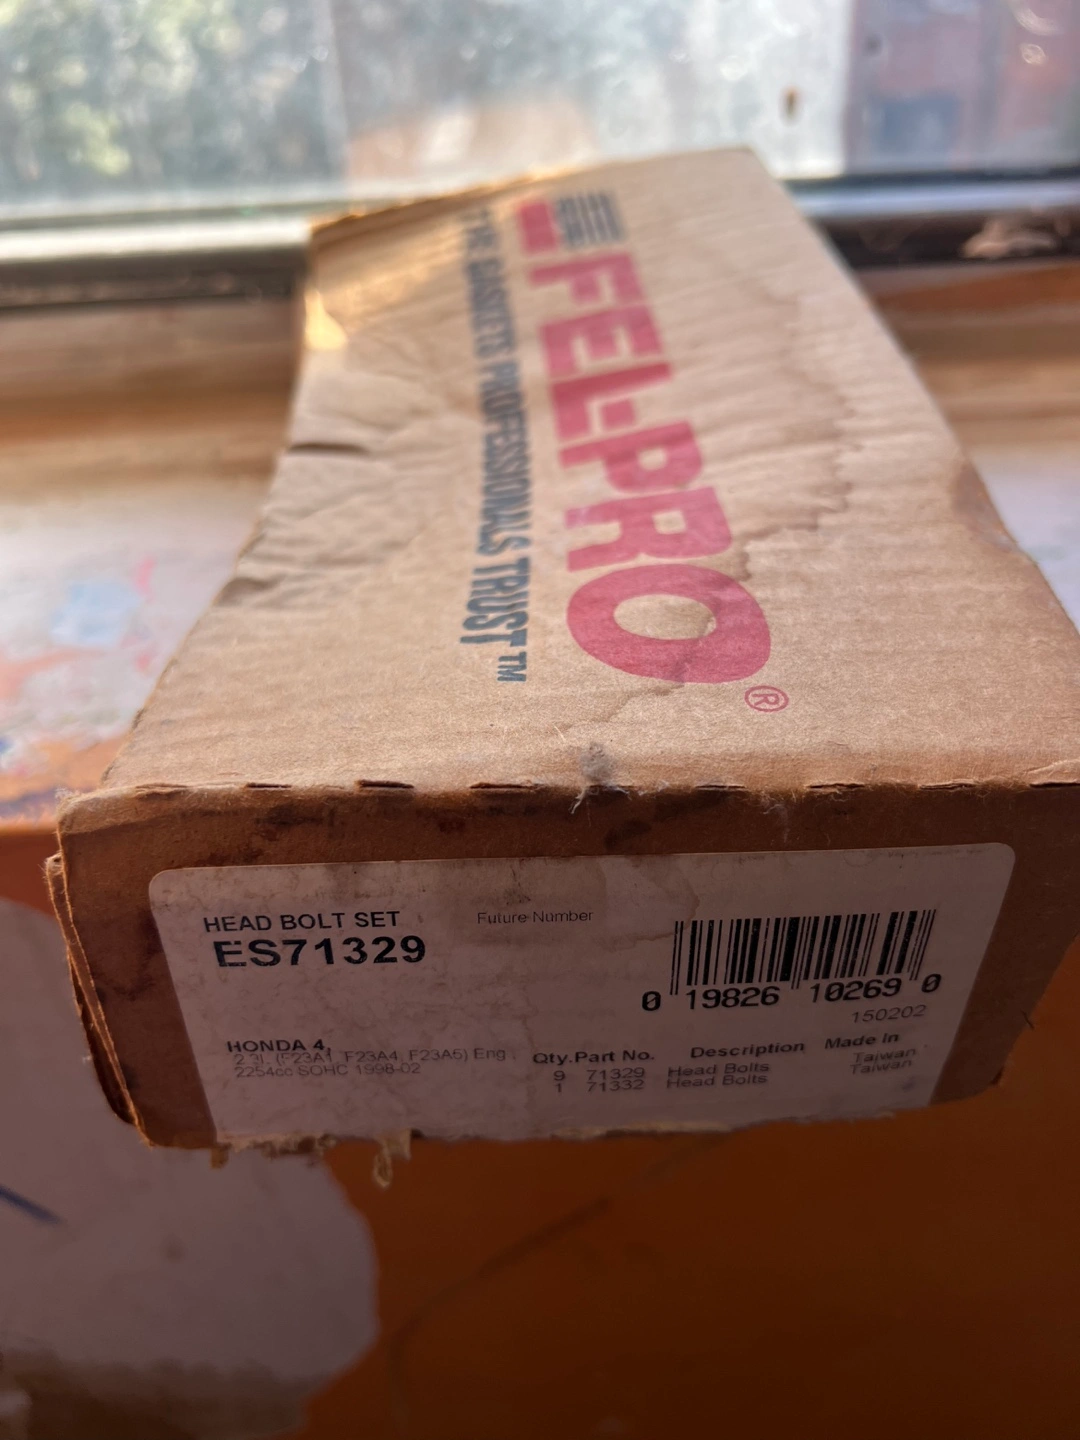 FEL-PRO®
THE GASKETS PROFESSIONALS TRUST™
HEAD BOLT SET
Future Number
ES71329
0 19826 10269 0
150202
HONDA 4,
2.3L (F23A1, F23A4, F23A5) Eng.;
2254cc SOHC 1998-02
Qty. Part No. Description Made In
9 71329 Head Bolts Taiwan
1 71332 Head Bolts Taiwan